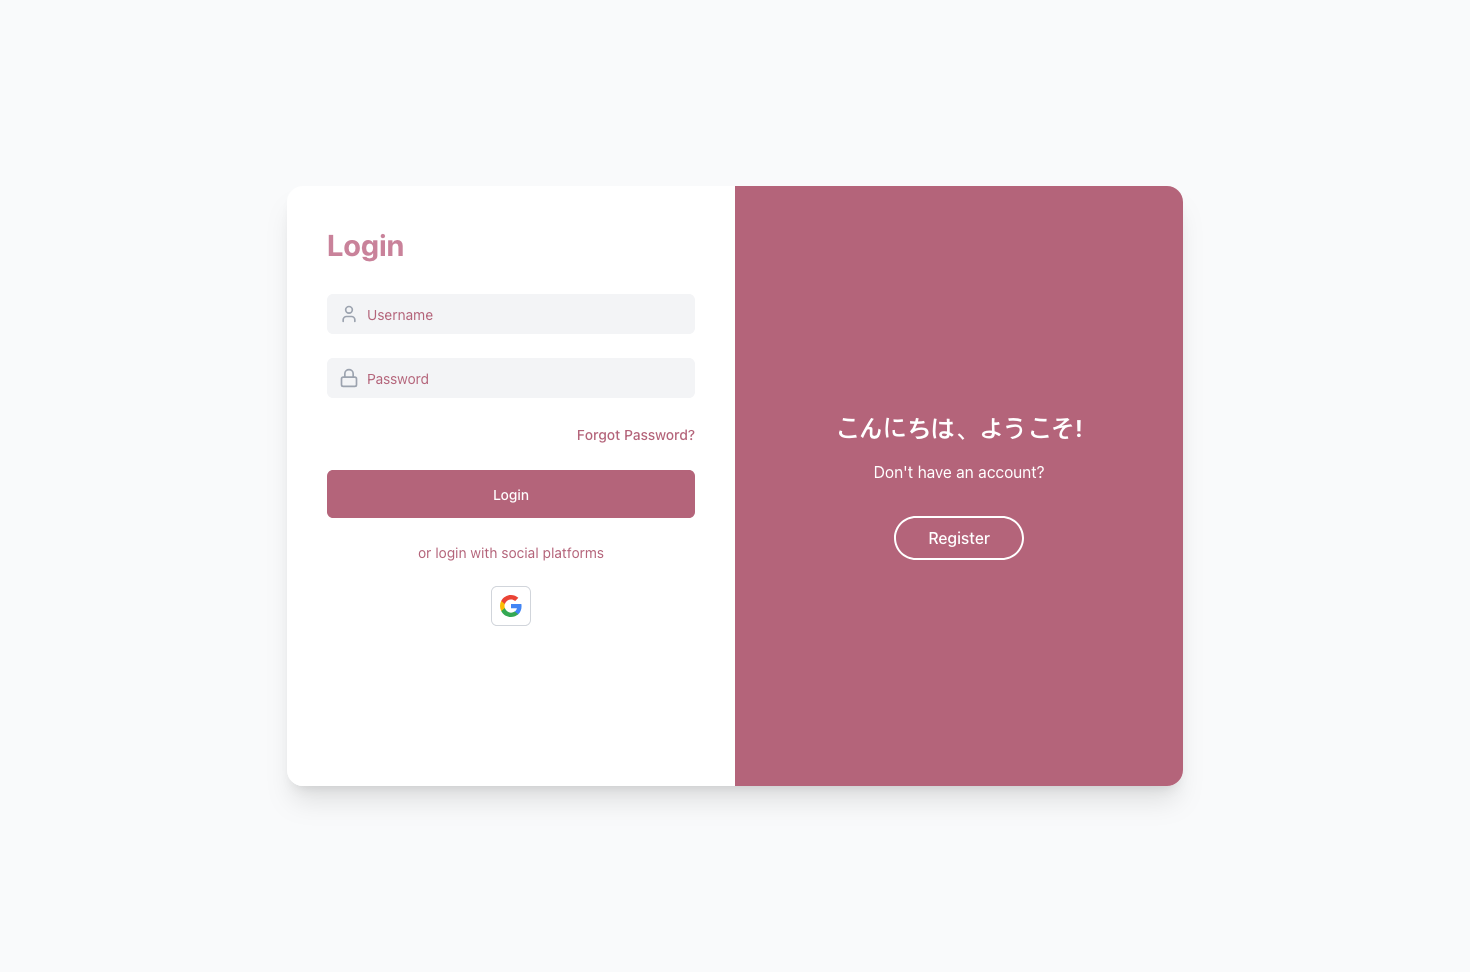 Login
Username
Password
Forgot Password?
Login
or login with social platforms
こんにちは、ようこそ!
Don't have an account?
Register